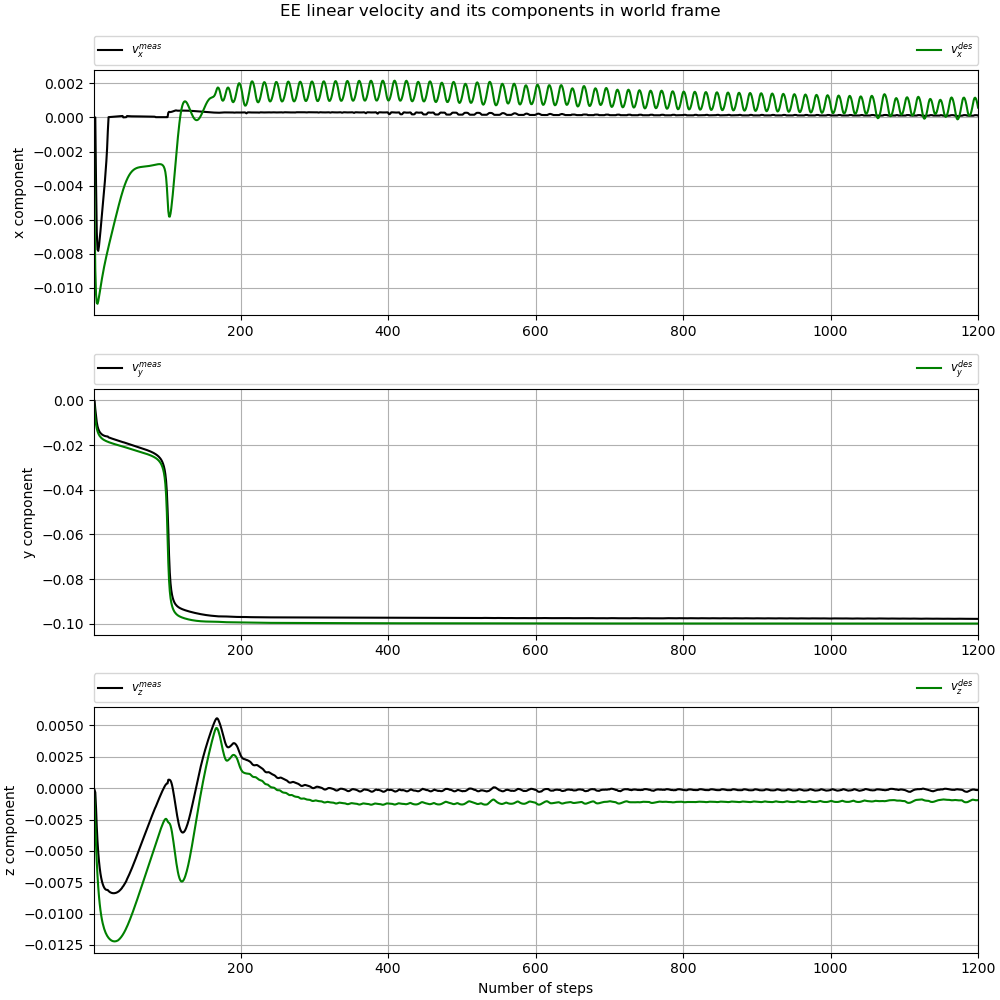 EE linear velocity and its components in world frame
v_x^{meas} v_x^{des}
0.002
0.000
−0.002
−0.004
−0.006
−0.008
−0.010
x component
200 400 600 800 1000 1200
v_y^{meas} v_y^{des}
0.00
−0.02
−0.04
−0.06
−0.08
−0.10
y component
200 400 600 800 1000 1200
v_z^{meas} v_z^{des}
0.0050
0.0025
0.0000
−0.0025
−0.0050
−0.0075
−0.0100
−0.0125
z component
200 400 600 800 1000 1200
Number of steps